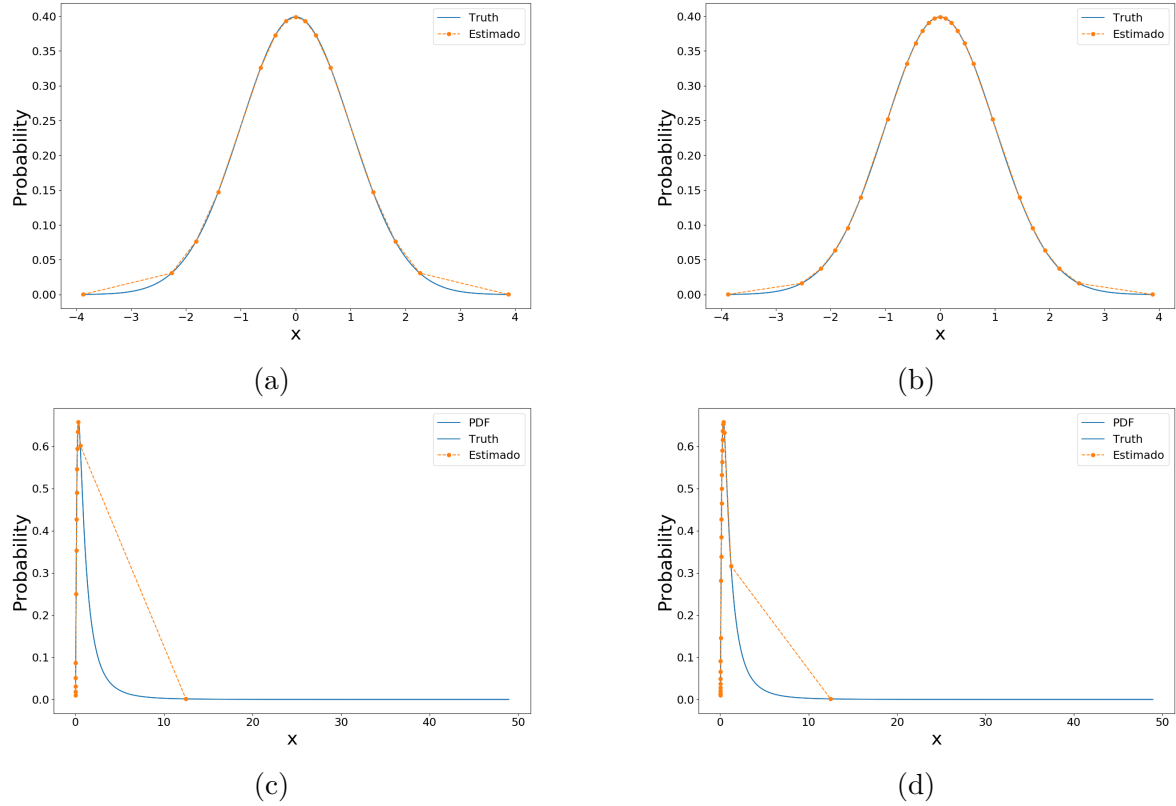 Truth
Estimado
Probability
0.40
0.35
0.30
0.25
0.20
0.15
0.10
0.05
0.00
−4 −3 −2 −1 0 1 2 3 4
x
(a)
Truth
Estimado
Probability
0.40
0.35
0.30
0.25
0.20
0.15
0.10
0.05
0.00
−4 −3 −2 −1 0 1 2 3 4
x
(b)
PDF
Truth
Estimado
Probability
0.6
0.5
0.4
0.3
0.2
0.1
0.0
0 10 20 30 40 50
x
(c)
PDF
Truth
Estimado
Probability
0.6
0.5
0.4
0.3
0.2
0.1
0.0
0 10 20 30 40 50
x
(d)